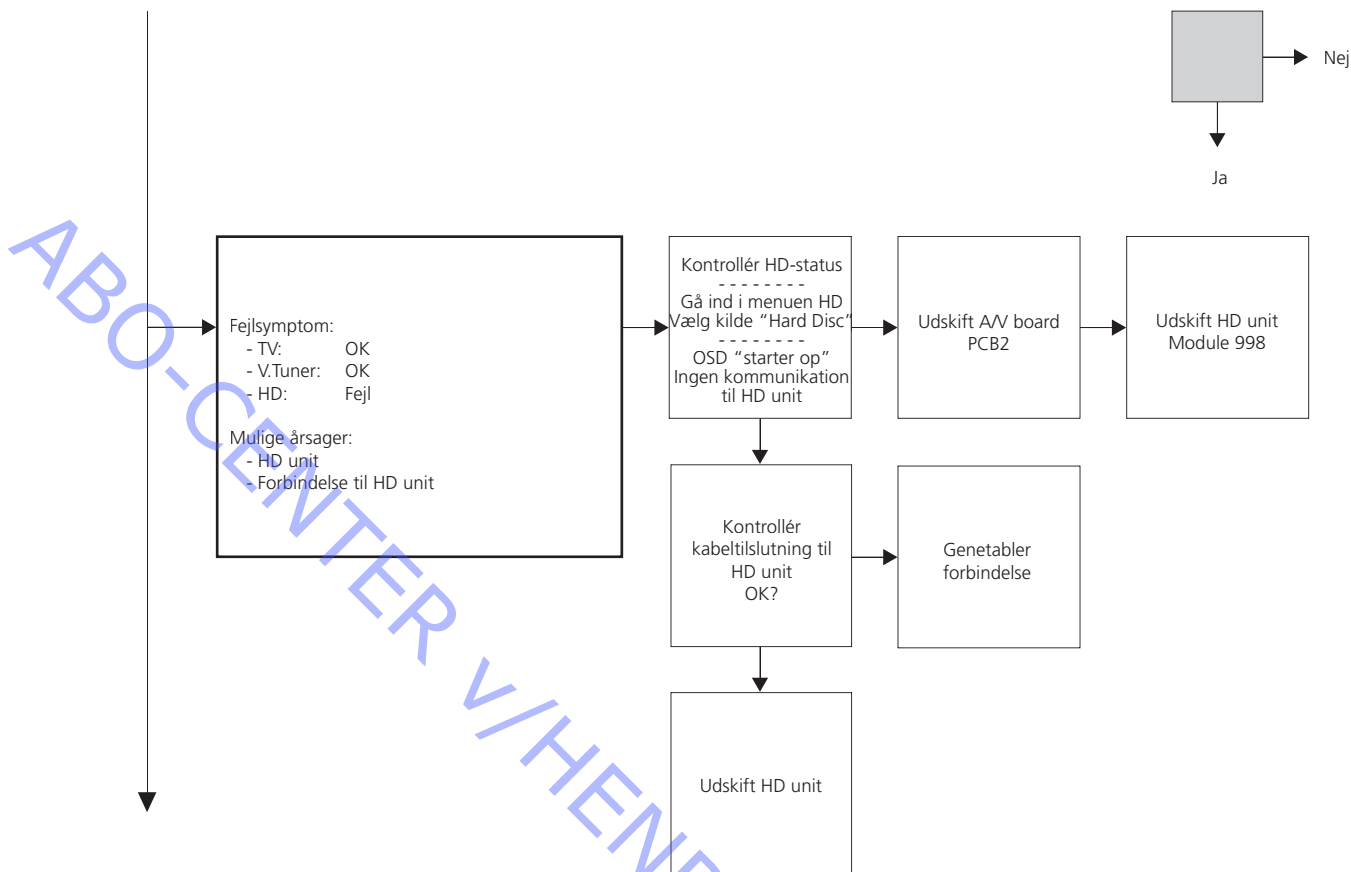 Nej
Ja
Fejlsymptom:
- TV: OK
- V.Tuner: OK
- HD: Fejl
Mulige årsager:
- HD unit
- Forbindelse til HD unit
Kontrollér HD-status
- - - - - - - -
Gå ind i menuen HD
Vælg kilde “Hard Disc”
- - - - - - - -
OSD “starter op”
Ingen kommunikation
til HD unit
Udskift A/V board
PCB2
Udskift HD unit
Module 998
Kontrollér
kabeltilslutning til
HD unit
OK?
Genetabler
forbindelse
Udskift HD unit
ABO-CENTER v/HEN